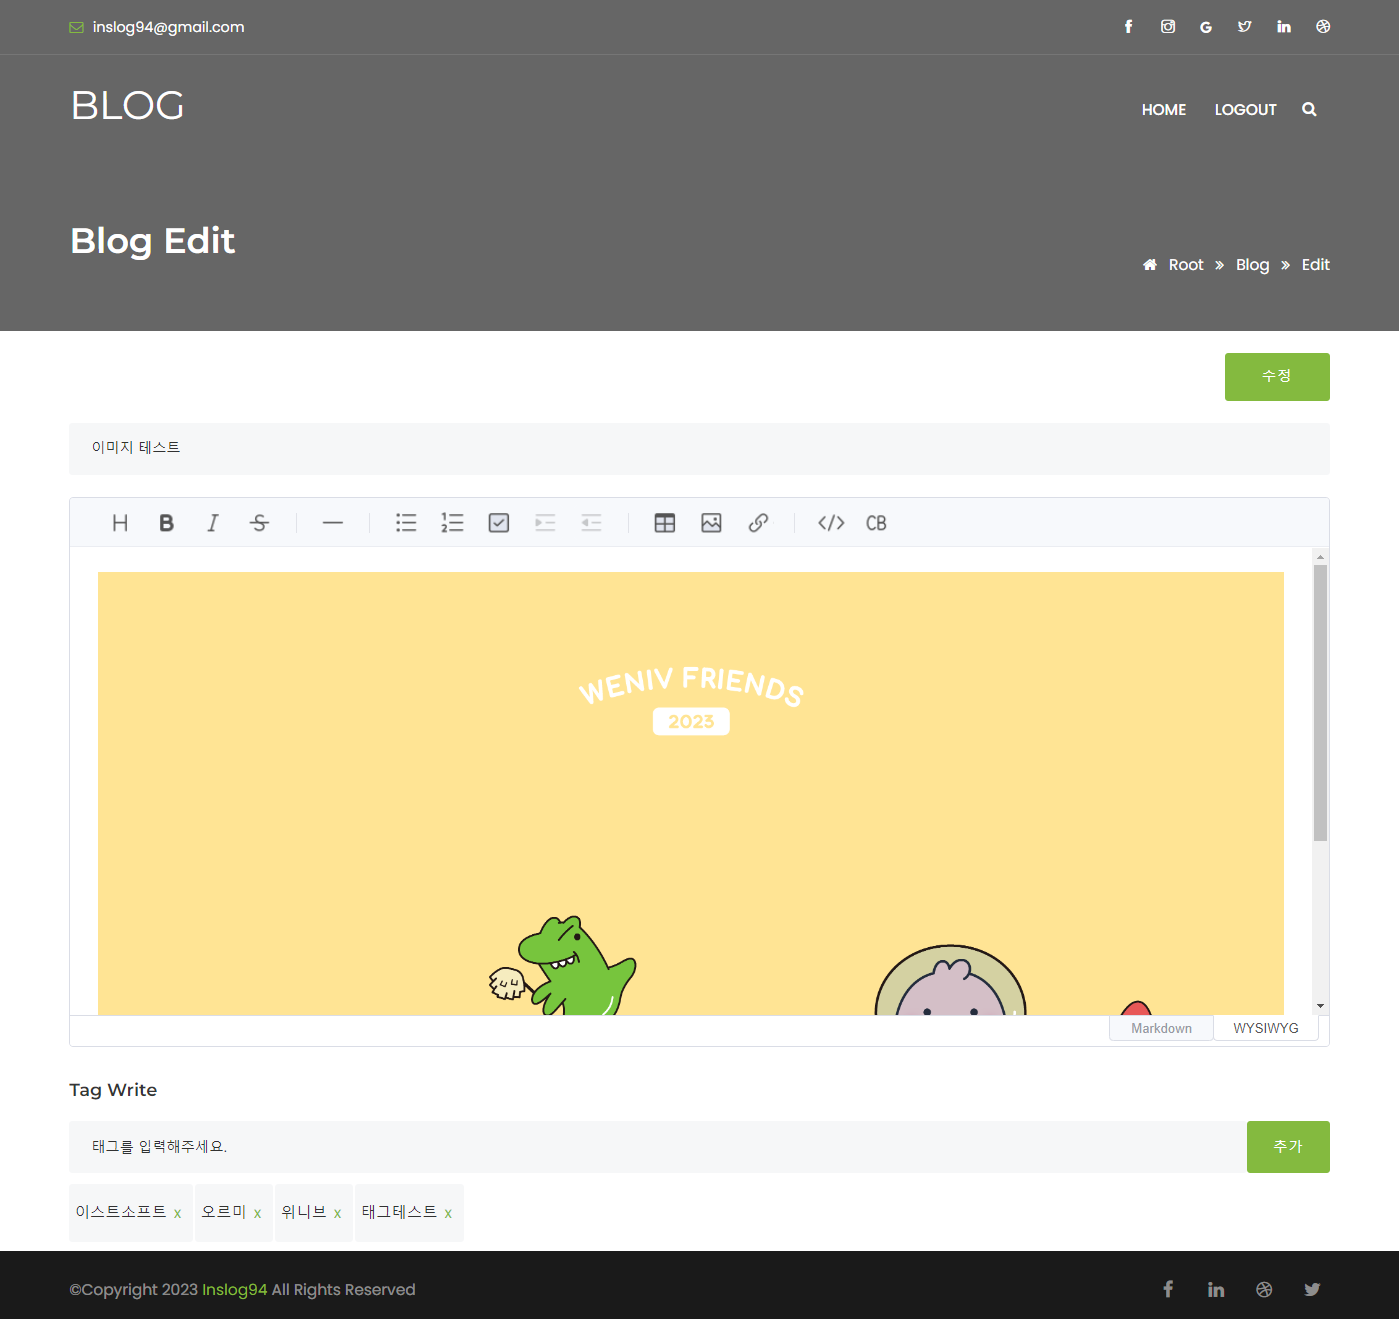 inslog94@gmail.com
BLOG
HOME LOGOUT
Blog Edit
Root » Blog » Edit
수정
이미지 테스트
H B I S CB
WENIV FRIENDS
2023
Markdown WYSIWYG
Tag Write
태그를 입력해주세요.
추가
이스트소프트 x 오르미 x 위니브 x 태그테스트 x
©Copyright 2023 Inslog94 All Rights Reserved